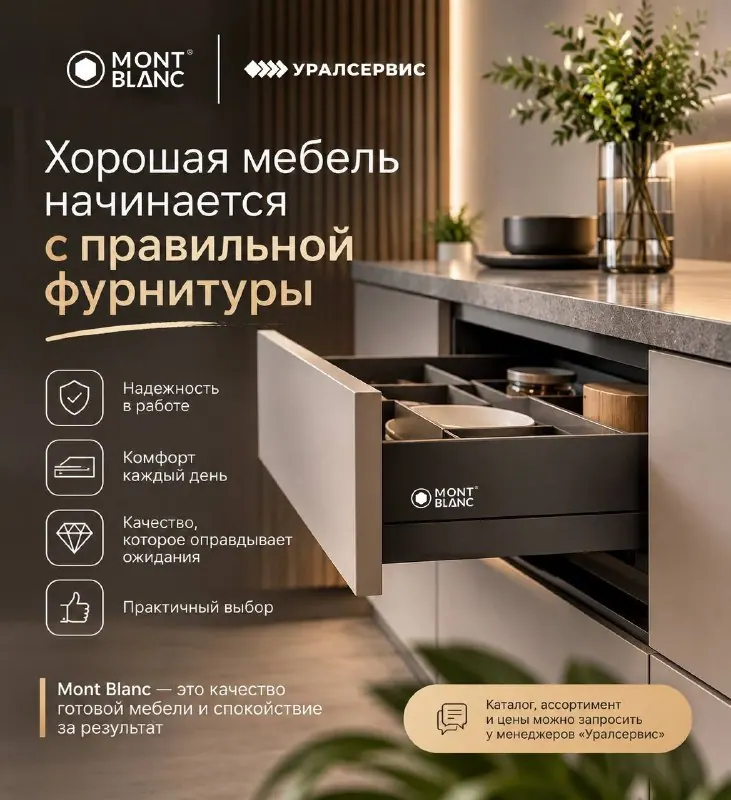 MONT
BLANC
УРАЛСЕРВИС
Хорошая мебель
начинается
с правильной
фурнитуры
Надежность
в работе
Комфорт
каждый день
Качество,
которое оправдывает
ожидания
Практичный выбор
MONT
BLANC
Mont Blanc — это качество
готовой мебели и спокойствие
за результат
Каталог, ассортимент
и цены можно запросить
у менеджеров «Уралсервис»